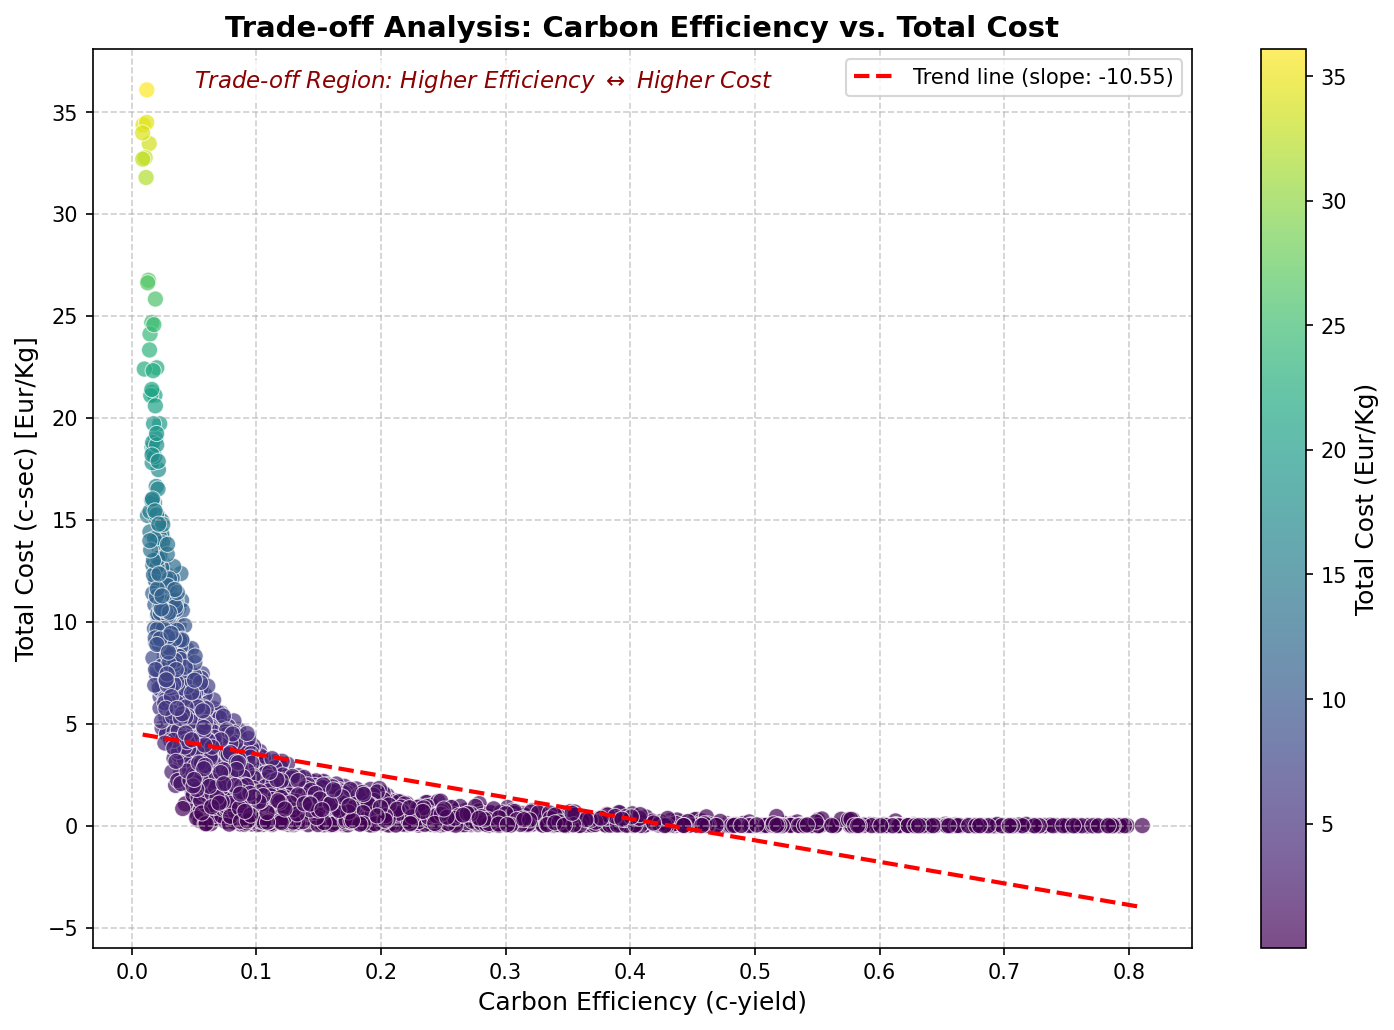 Trade-off Analysis: Carbon Efficiency vs. Total Cost
Trade-off Region: Higher Efficiency ↔ Higher Cost
Trend line (slope: -10.55)
Total Cost (c-sec) [Eur/Kg]
35
30
25
20
15
10
5
0
−5
0.0 0.1 0.2 0.3 0.4 0.5 0.6 0.7 0.8
Carbon Efficiency (c-yield)
35
30
25
20
15
10
5
Total Cost (Eur/Kg)